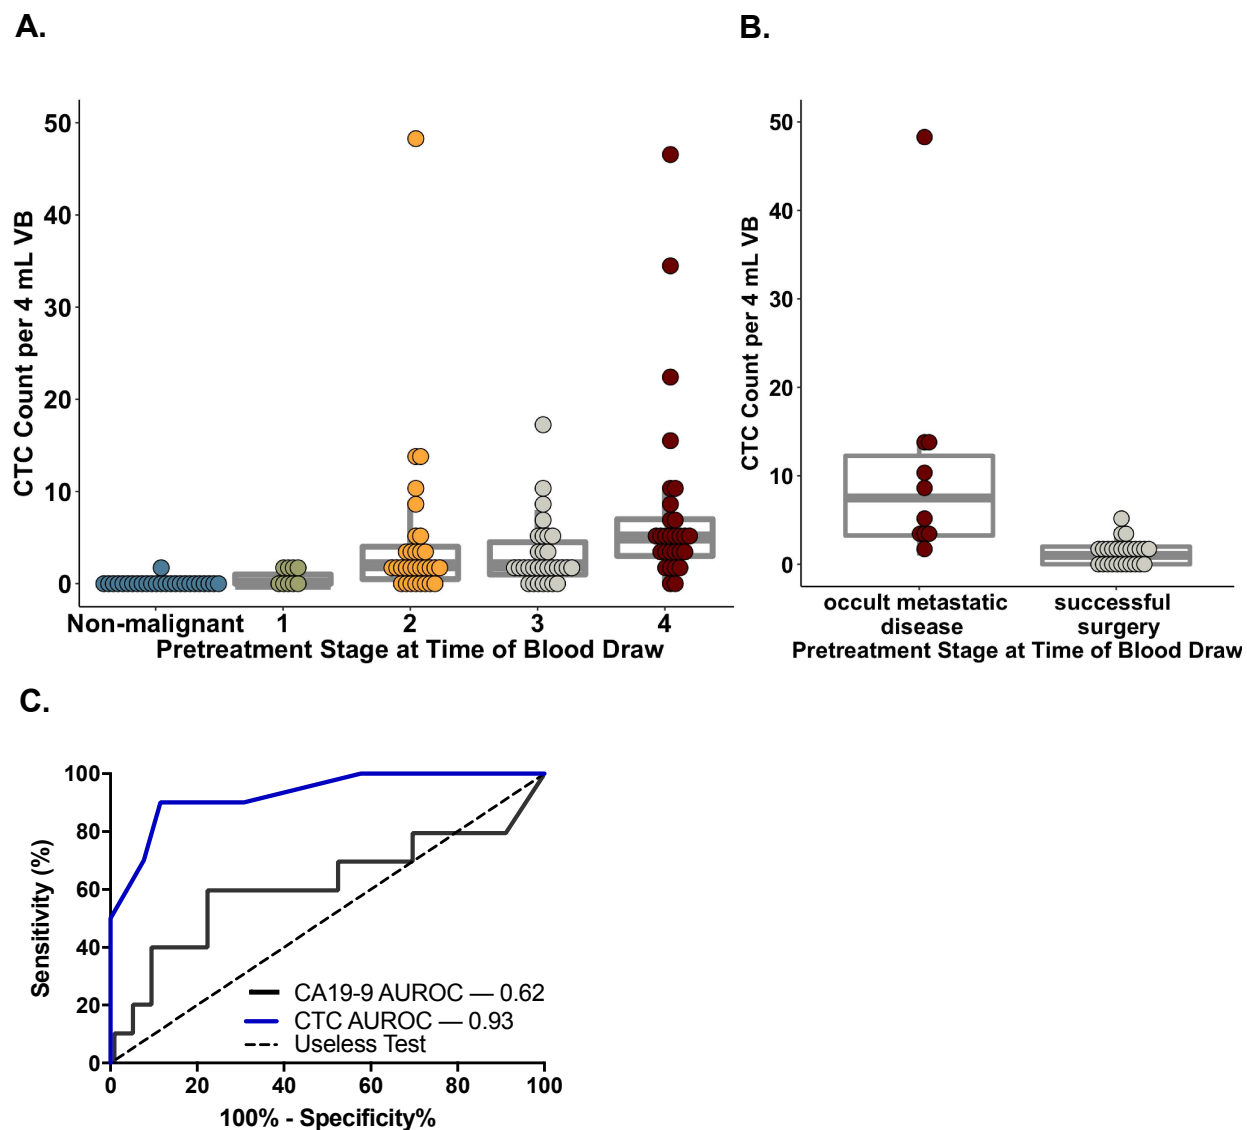 A.
CTC Count per 4 mL VB
50
40
30
20
10
0
Non-malignant 1 2 3 4
Pretreatment Stage at Time of Blood Draw
B.
CTC Count per 4 mL VB
50
40
30
20
10
0
occult metastatic disease
successful surgery
Pretreatment Stage at Time of Blood Draw
C.
Sensitivity (%)
100
80
60
40
20
0
CA19-9 AUROC — 0.62
CTC AUROC — 0.93
Useless Test
0 20 40 60 80 100
100% - Specificity%